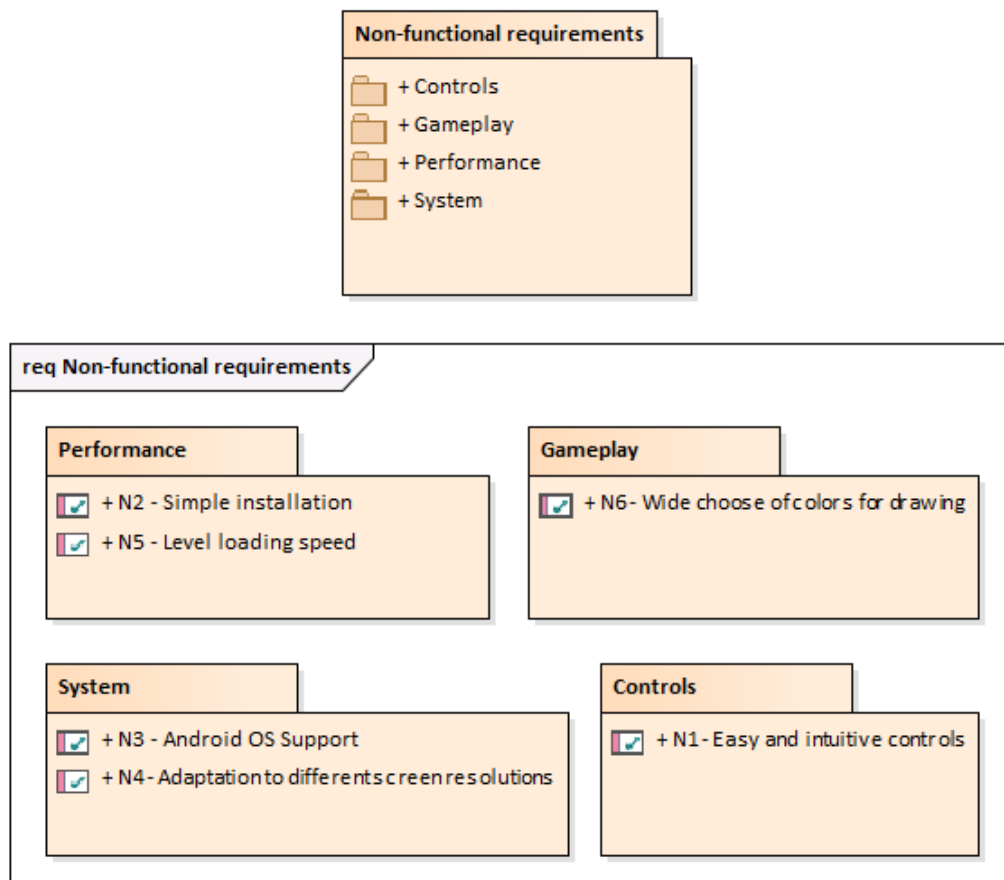 Non-functional requirements
+ Controls
+ Gameplay
+ Performance
+ System
req Non-functional requirements
Performance
+ N2 - Simple installation
+ N5 - Level loading speed
Gameplay
+ N6 - Wide choose of colors for drawing
System
+ N3 - Android OS Support
+ N4 - Adaptation to different screen resolutions
Controls
+ N1 - Easy and intuitive controls